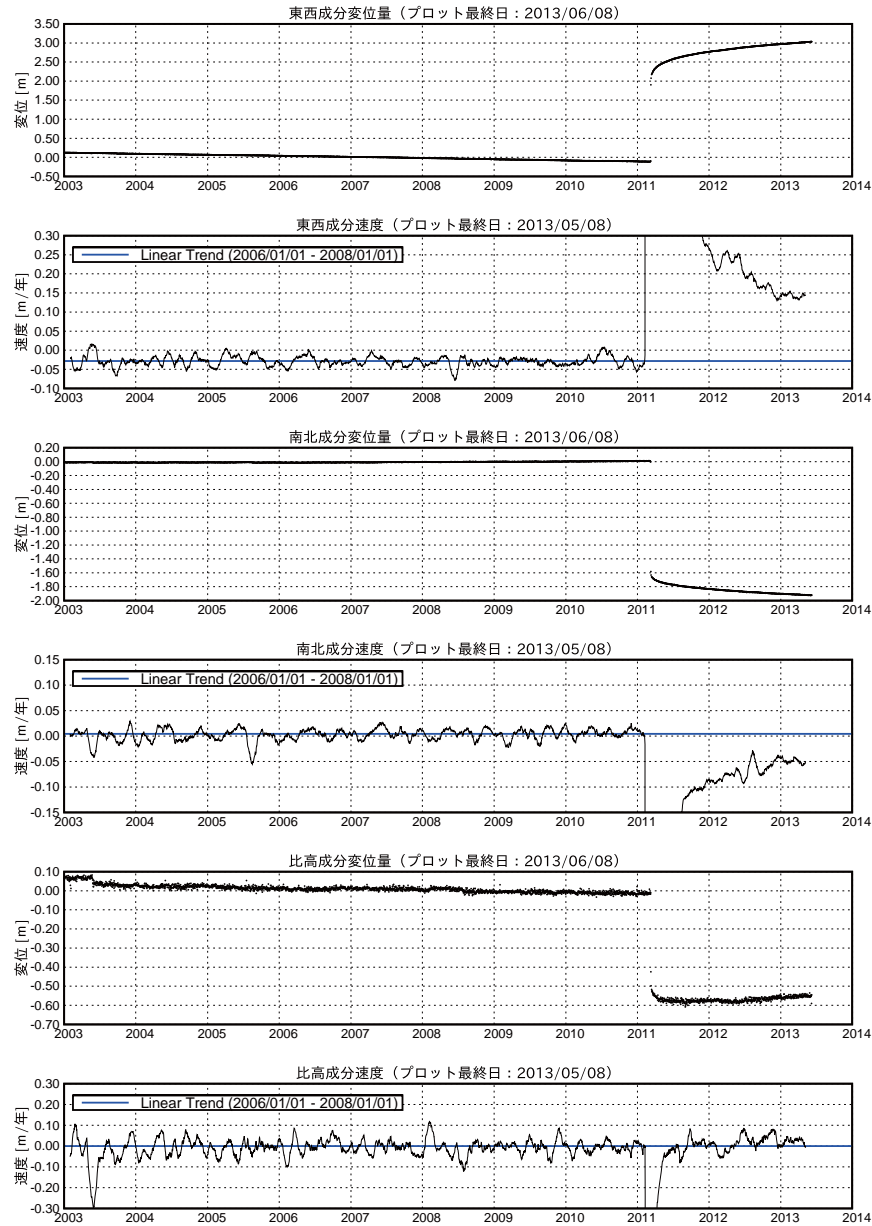 東西成分変位量（プロット最終日：2013/06/08）
3.50
3.00
2.50
2.00
1.50
1.00
0.50
0.00
-0.50
変位 [m]
2003 2004 2005 2006 2007 2008 2009 2010 2011 2012 2013 2014
東西成分速度（プロット最終日：2013/05/08）
0.30
0.25
0.20
0.15
0.10
0.05
0.00
-0.05
-0.10
速度 [m/年]
Linear Trend (2006/01/01 - 2008/01/01)
2003 2004 2005 2006 2007 2008 2009 2010 2011 2012 2013 2014
南北成分変位量（プロット最終日：2013/06/08）
0.20
0.00
-0.20
-0.40
-0.60
-0.80
-1.00
-1.20
-1.40
-1.60
-1.80
-2.00
変位 [m]
2003 2004 2005 2006 2007 2008 2009 2010 2011 2012 2013 2014
南北成分速度（プロット最終日：2013/05/08）
0.15
0.10
0.05
0.00
-0.05
-0.10
-0.15
速度 [m/年]
Linear Trend (2006/01/01 - 2008/01/01)
2003 2004 2005 2006 2007 2008 2009 2010 2011 2012 2013 2014
比高成分変位量（プロット最終日：2013/06/08）
0.10
0.00
-0.10
-0.20
-0.30
-0.40
-0.50
-0.60
-0.70
変位 [m]
2003 2004 2005 2006 2007 2008 2009 2010 2011 2012 2013 2014
比高成分速度（プロット最終日：2013/05/08）
0.30
0.20
0.10
0.00
-0.10
-0.20
-0.30
速度 [m/年]
Linear Trend (2006/01/01 - 2008/01/01)
2003 2004 2005 2006 2007 2008 2009 2010 2011 2012 2013 2014